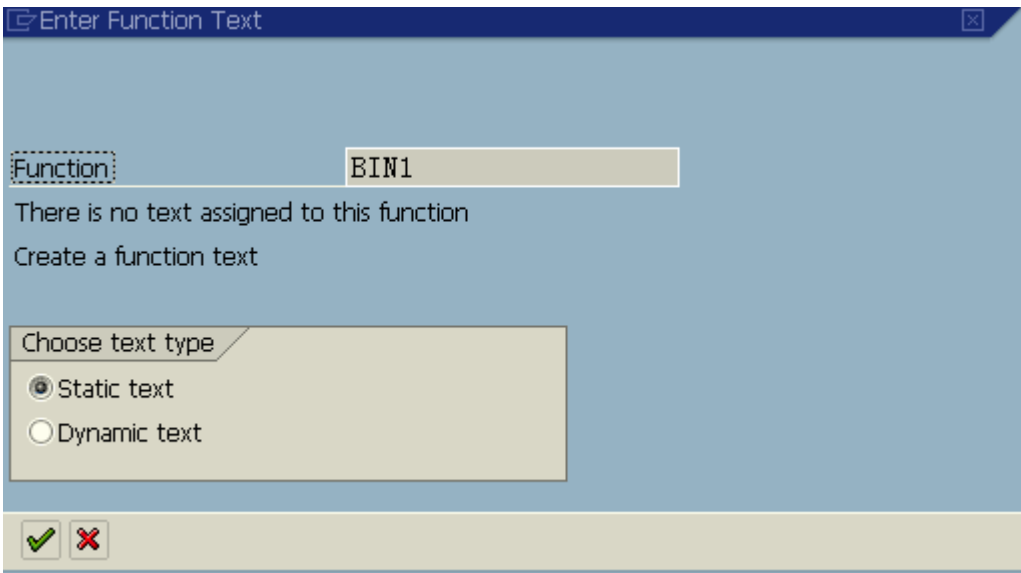 Enter Function Text
Function BIN1
There is no text assigned to this function
Create a function text
Choose text type
Static text
Dynamic text